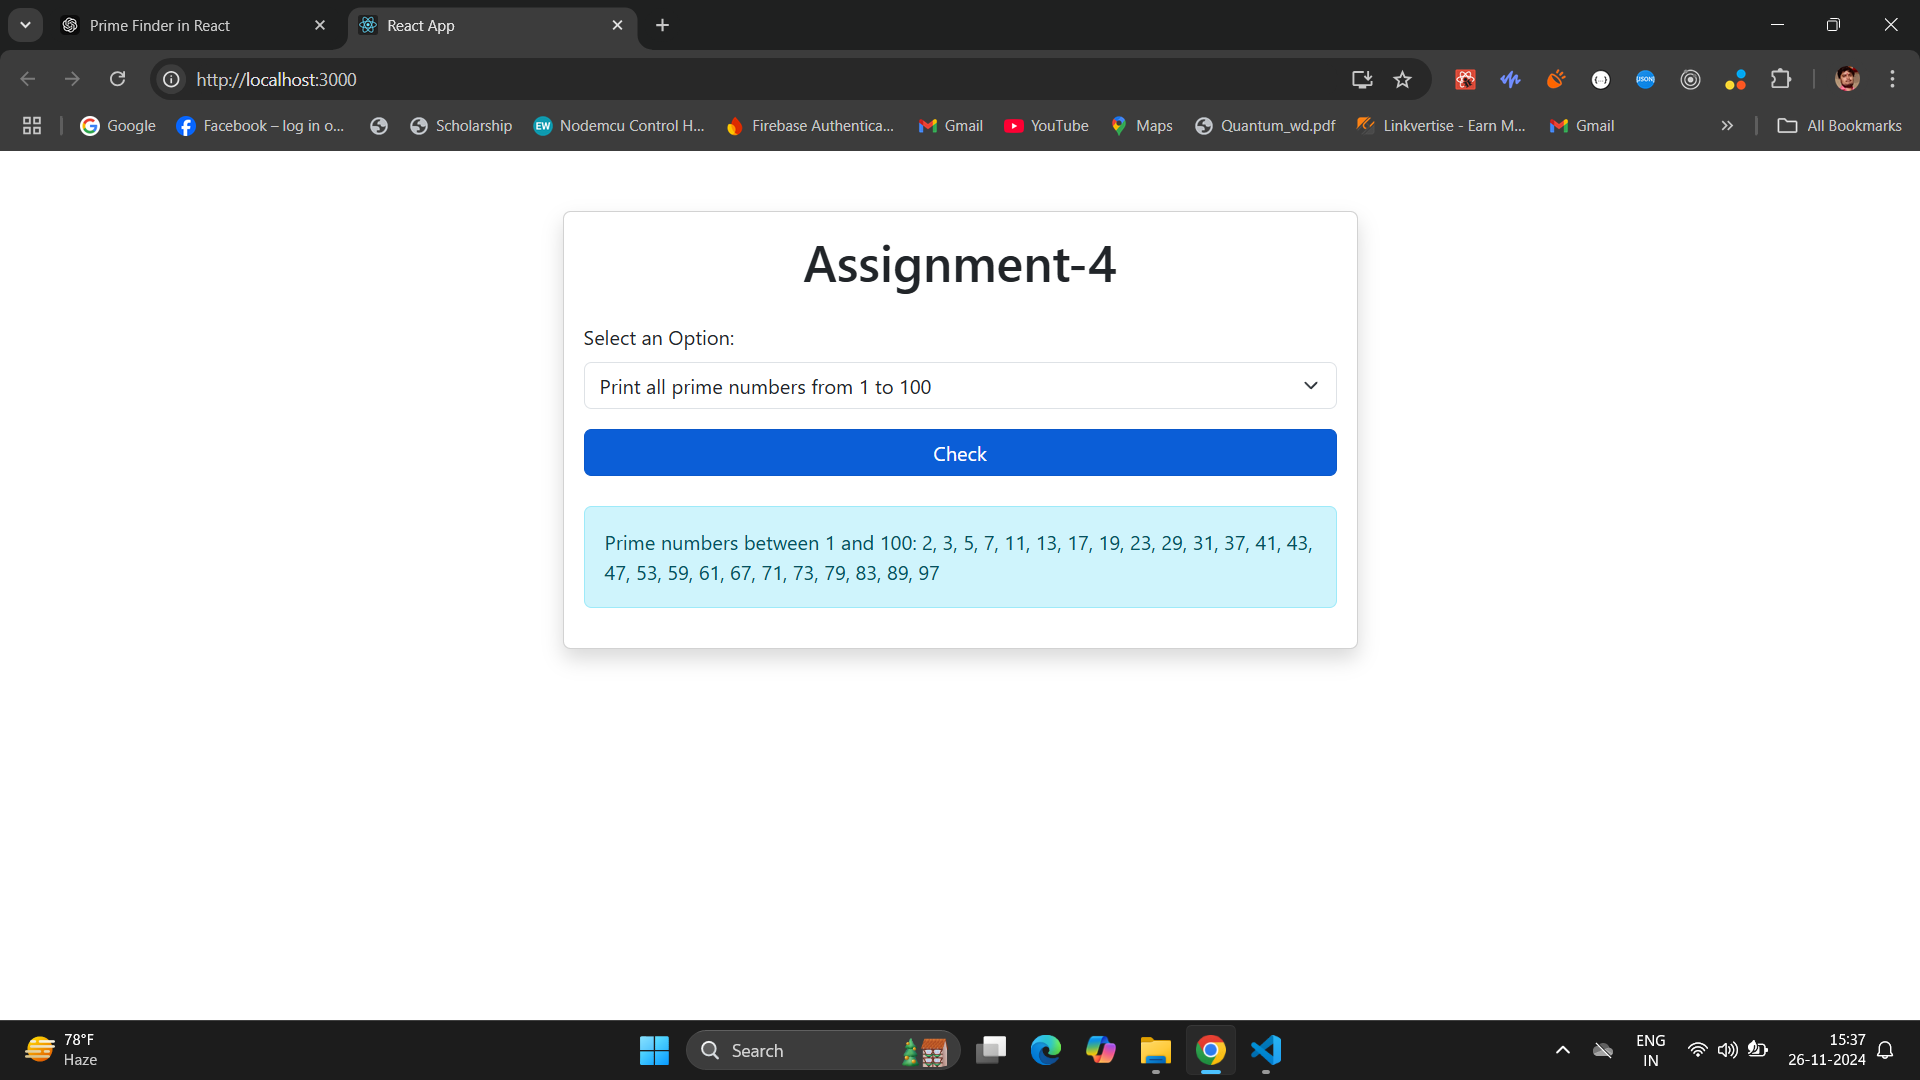 Prime Finder in React
React App
http://localhost:3000
Google
Facebook – log in o...
Scholarship
EW
Nodemcu Control H...
Firebase Authentica...
Gmail
YouTube
Maps
Quantum_wd.pdf
Linkvertise - Earn M...
Gmail
All Bookmarks
Assignment-4
Select an Option:
Print all prime numbers from 1 to 100
Check
Prime numbers between 1 and 100: 2, 3, 5, 7, 11, 13, 17, 19, 23, 29, 31, 37, 41, 43,
47, 53, 59, 61, 67, 71, 73, 79, 83, 89, 97
78°F
Haze
Search
ENG
IN
15:37
26-11-2024